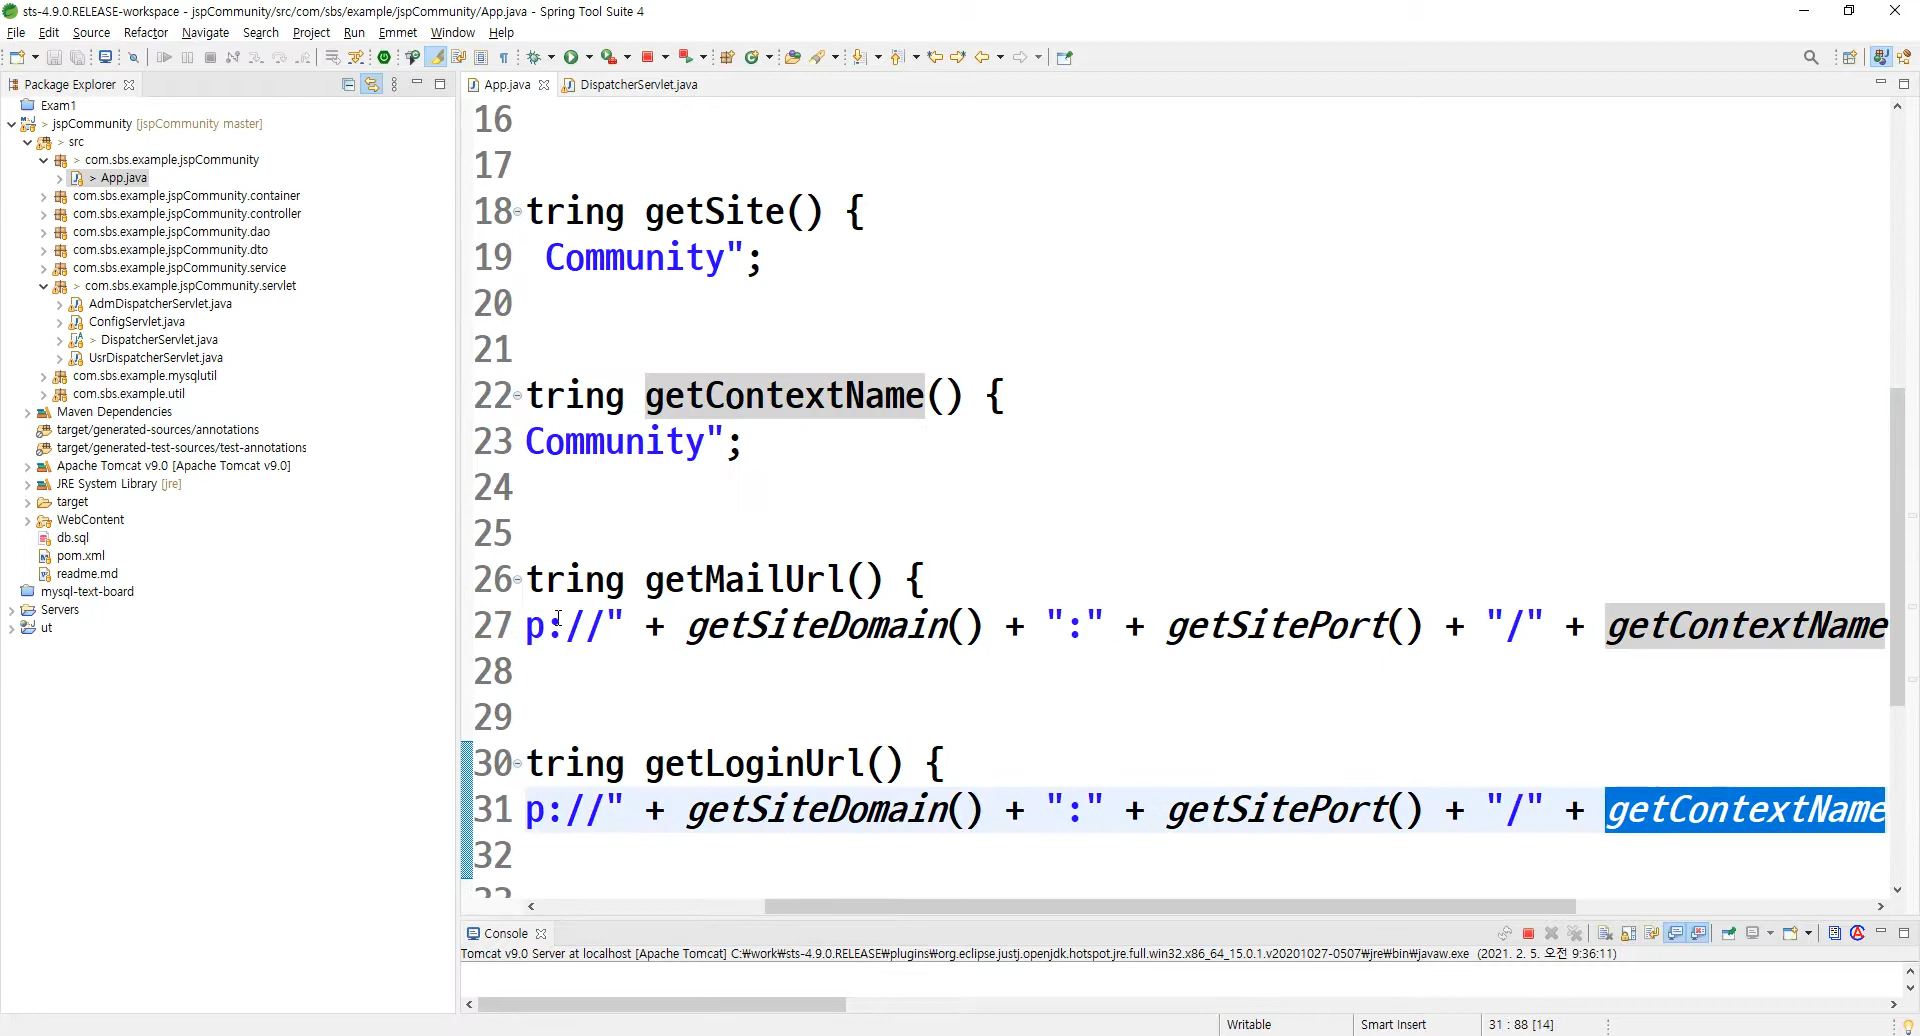 sts-4.9.0.RELEASE-workspace - jspCommunity/src/com/sbs/example/jspCommunity/App.java - Spring Tool Suite 4
File Edit Source Refactor Navigate Search Project Run Emmet Window Help
Package Explorer
Exam1
> jspCommunity [jspCommunity master]
> src
> com.sbs.example.jspCommunity
> App.java
com.sbs.example.jspCommunity.container
com.sbs.example.jspCommunity.controller
com.sbs.example.jspCommunity.dao
com.sbs.example.jspCommunity.dto
com.sbs.example.jspCommunity.service
> com.sbs.example.jspCommunity.servlet
AdmDispatcherServlet.java
ConfigServlet.java
> DispatcherServlet.java
UsrDispatcherServlet.java
com.sbs.example.mysqlutil
com.sbs.example.util
Maven Dependencies
target/generated-sources/annotations
target/generated-test-sources/test-annotations
Apache Tomcat v9.0 [Apache Tomcat v9.0]
JRE System Library [jre]
target
WebContent
db.sql
pom.xml
readme.md
mysql-text-board
Servers
ut
App.java DispatcherServlet.java
16
17
18 tring getSite() {
19 Community";
20
21
22 tring getContextName() {
23 Community";
24
25
26 tring getMailUrl() {
27 p://" + getSiteDomain() + ":" + getSitePort() + "/" + getContextName
28
29
30 tring getLoginUrl() {
31 p://" + getSiteDomain() + ":" + getSitePort() + "/" + getContextName
32
Console
Tomcat v9.0 Server at localhost [Apache Tomcat] C:₩work₩sts-4.9.0.RELEASE₩plugins₩org.eclipse.justj.openjdk.hotspot.jre.full.win32.x86_64_15.0.1.v20201027-0507₩jre₩bin₩javaw.exe (2021. 2. 5. 오전 9:36:11)
Writable Smart Insert 31 : 88 [14]